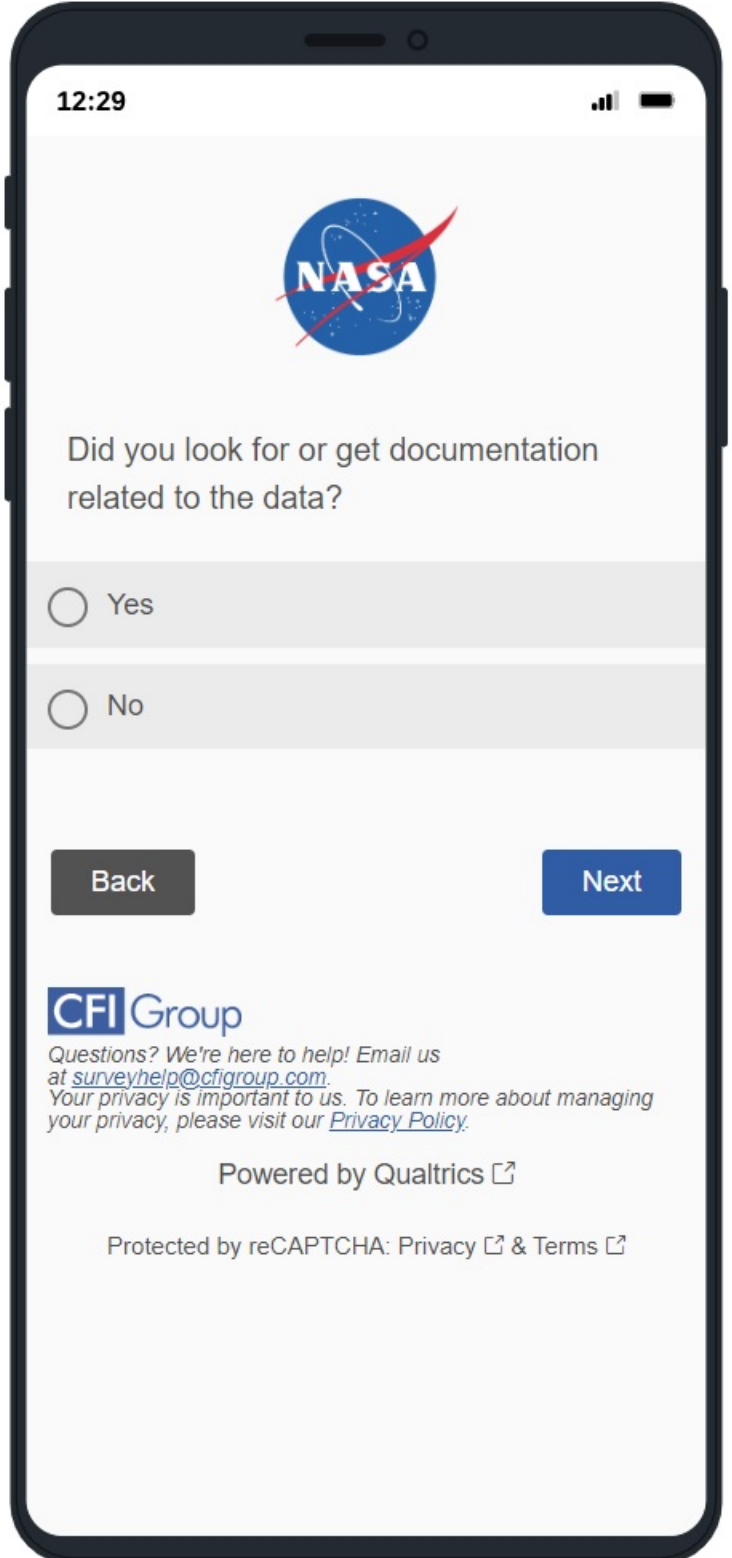 12:29
NASA
Did you look for or get documentation
related to the data?
Yes
No
Back
Next
CFI Group
Questions? We're here to help! Email us
at surveyhelp@cfigroup.com.
Your privacy is important to us. To learn more about managing
your privacy, please visit our Privacy Policy.
Powered by Qualtrics
Protected by reCAPTCHA: Privacy & Terms